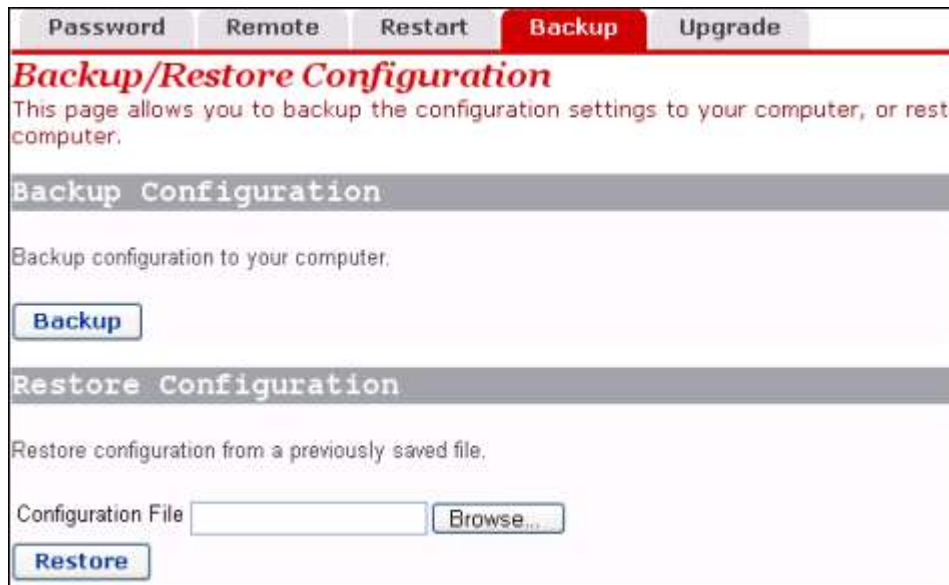 Password Remote Restart Backup Upgrade
Backup/Restore Configuration
This page allows you to backup the configuration settings to your computer, or rest
computer.
Backup Configuration
Backup configuration to your computer.
Backup
Restore Configuration
Restore configuration from a previously saved file.
Configuration File Browse...
Restore